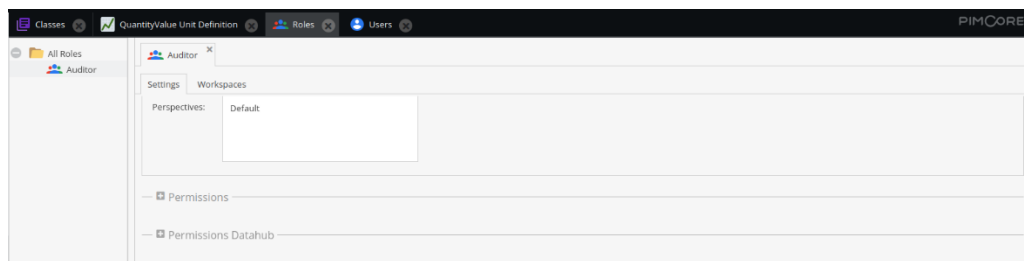 Classes QuantityValue Unit Definition Roles Users PIMCORE
All Roles
Auditor
Auditor
Settings Workspaces
Perspectives: Default
Permissions
Permissions Datahub